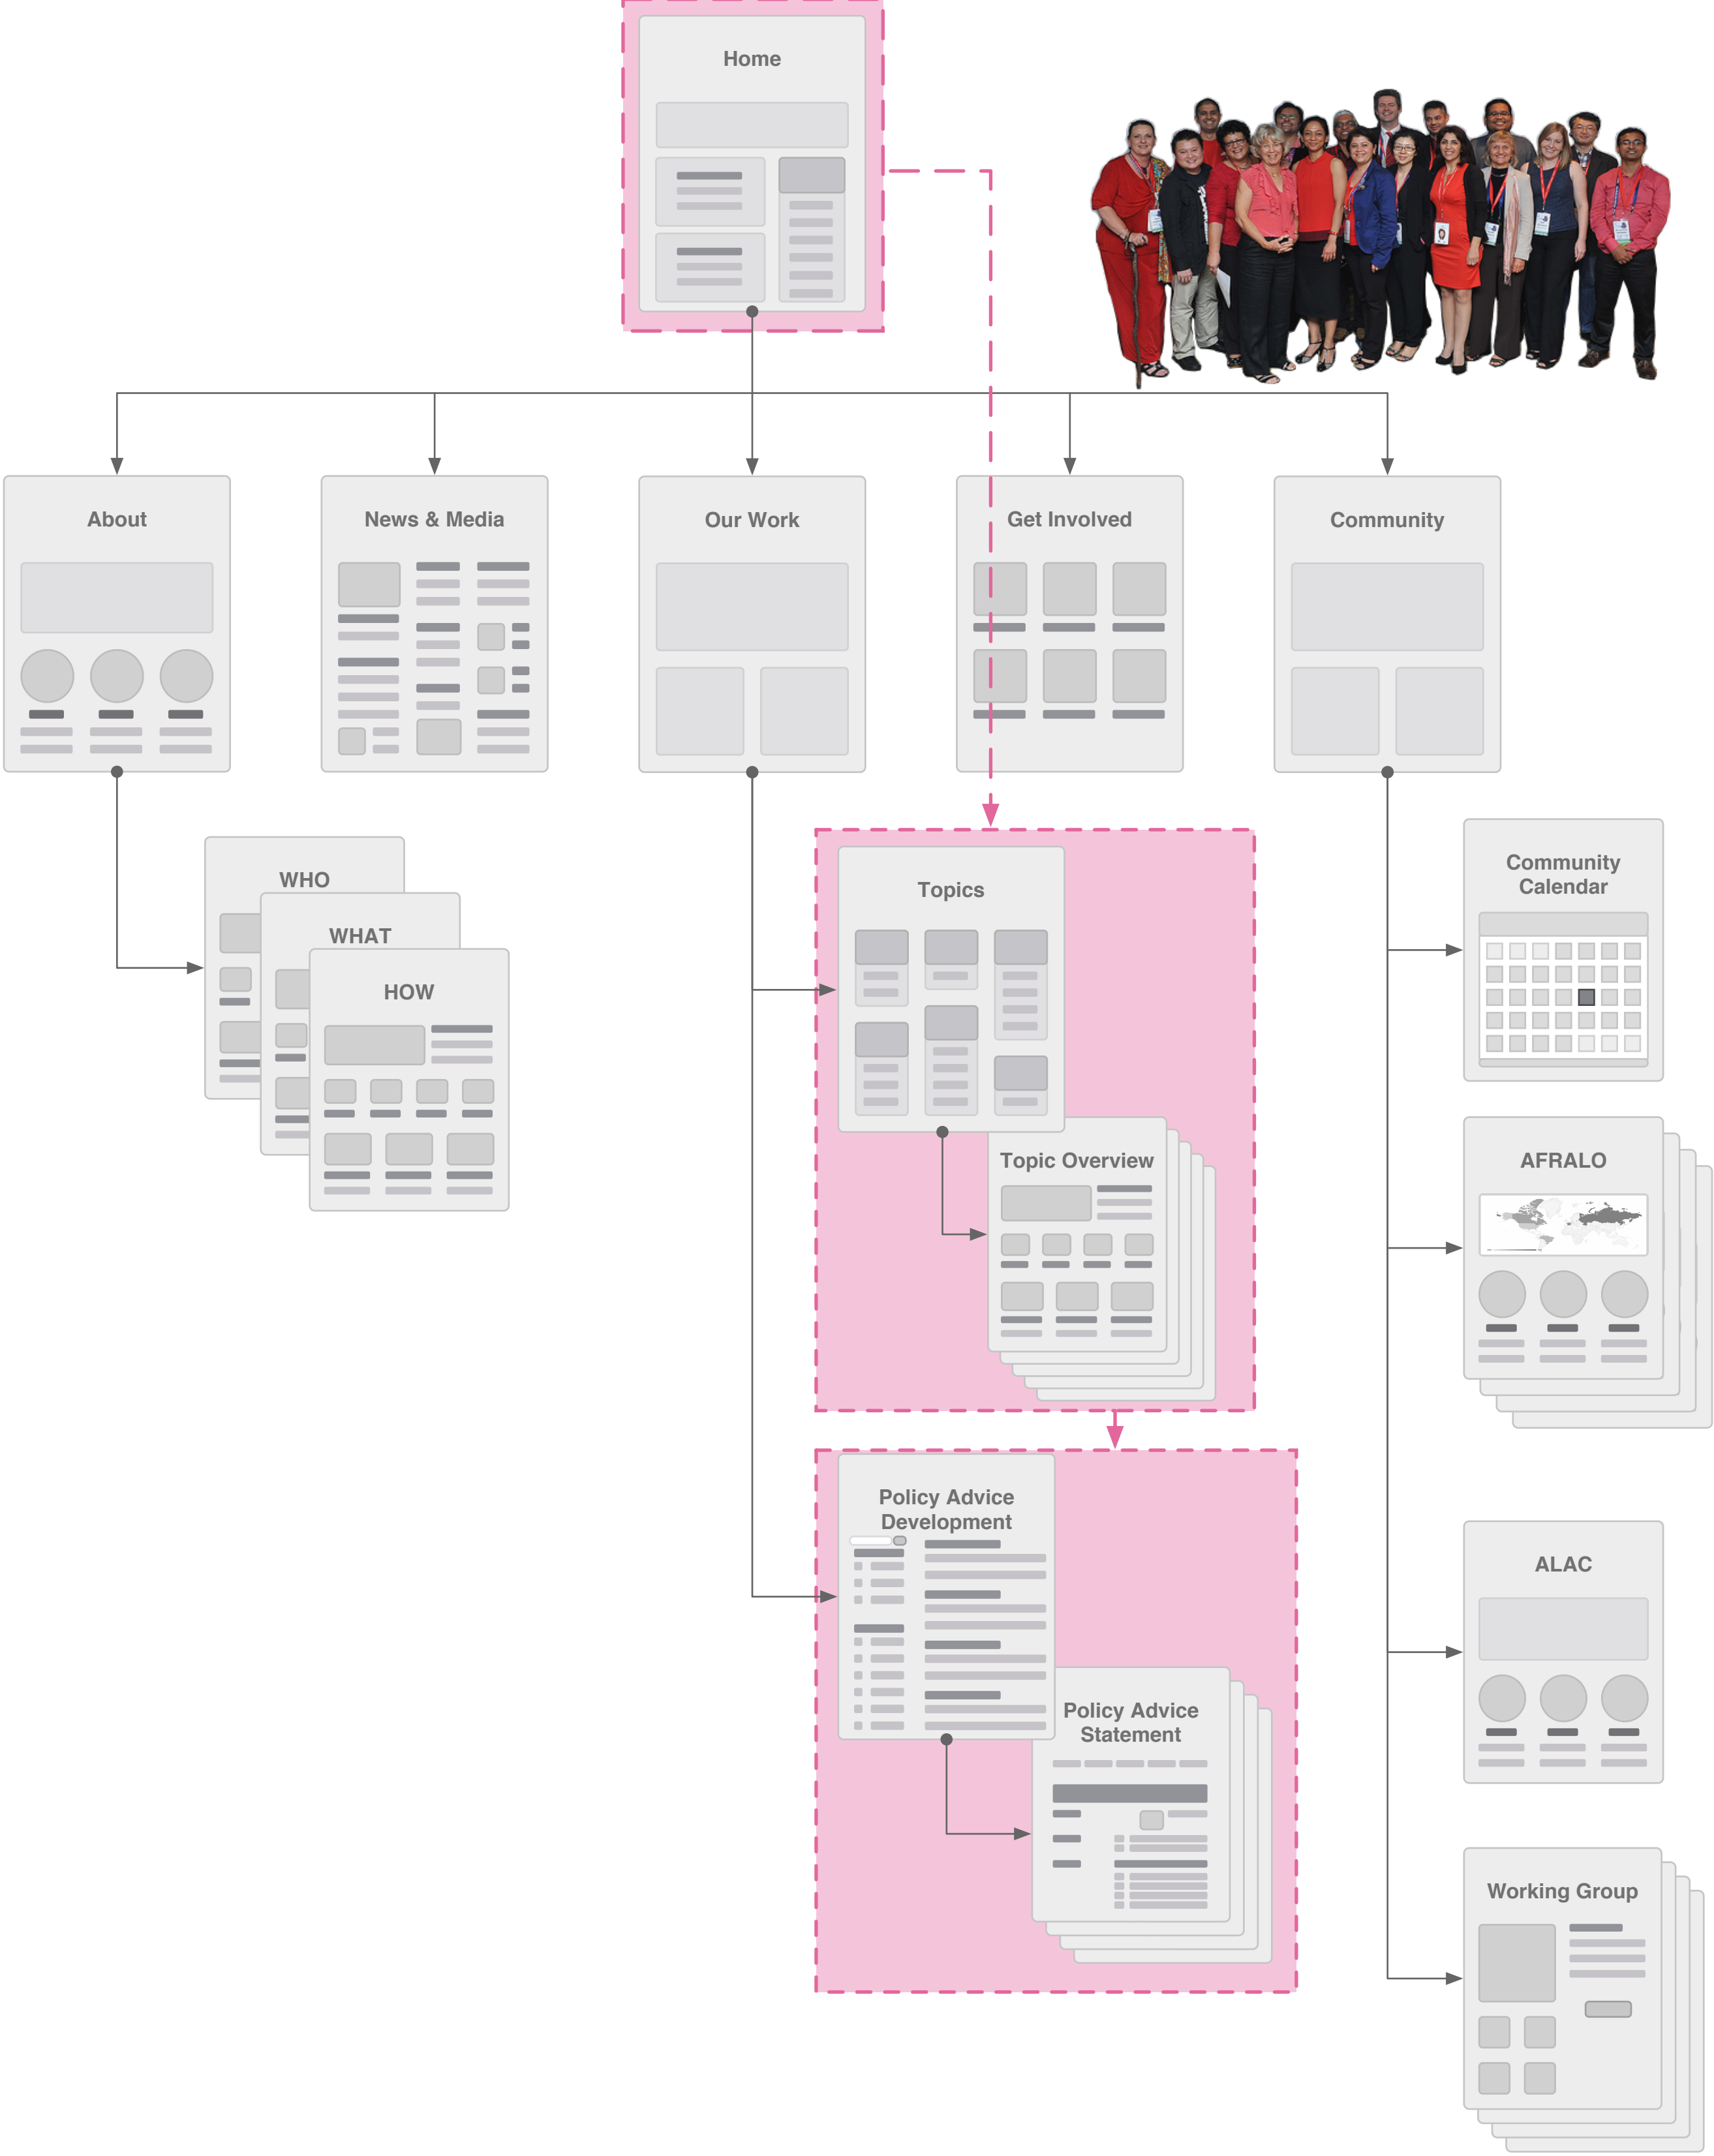 Home
About
News & Media
Our Work
Get Involved
Community
WHO
WHAT
HOW
Topics
Topic Overview
Policy Advice
Development
Policy Advice
Statement
Community
Calendar
AFRALO
ALAC
Working Group